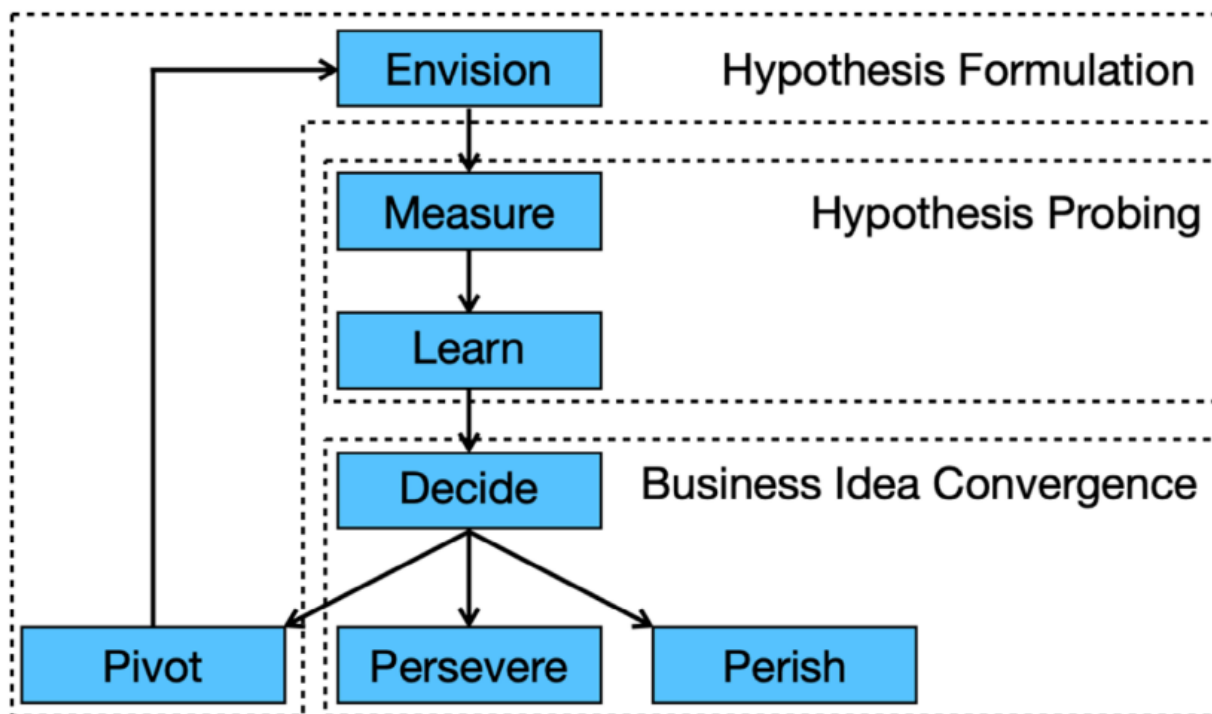 Envision
Hypothesis Formulation
Measure
Hypothesis Probing
Learn
Decide
Business Idea Convergence
Pivot
Persevere
Perish